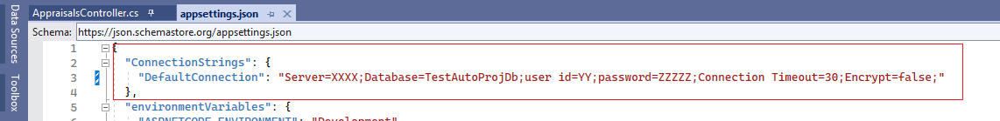 AppraisalsController.cs
appsettings.json
Data Sources
Toolbox
Schema: https://json.schemastore.org/appsettings.json
1 {
2 "ConnectionStrings": {
3 "DefaultConnection": "Server=XXXX;Database=TestAutoProjDb;user id=YY;password=ZZZZZ;Connection Timeout=30;Encrypt=false;"
4 },
5 "environmentVariables": {
"ASPNETCORE_ENVIRONMENT": "Development"